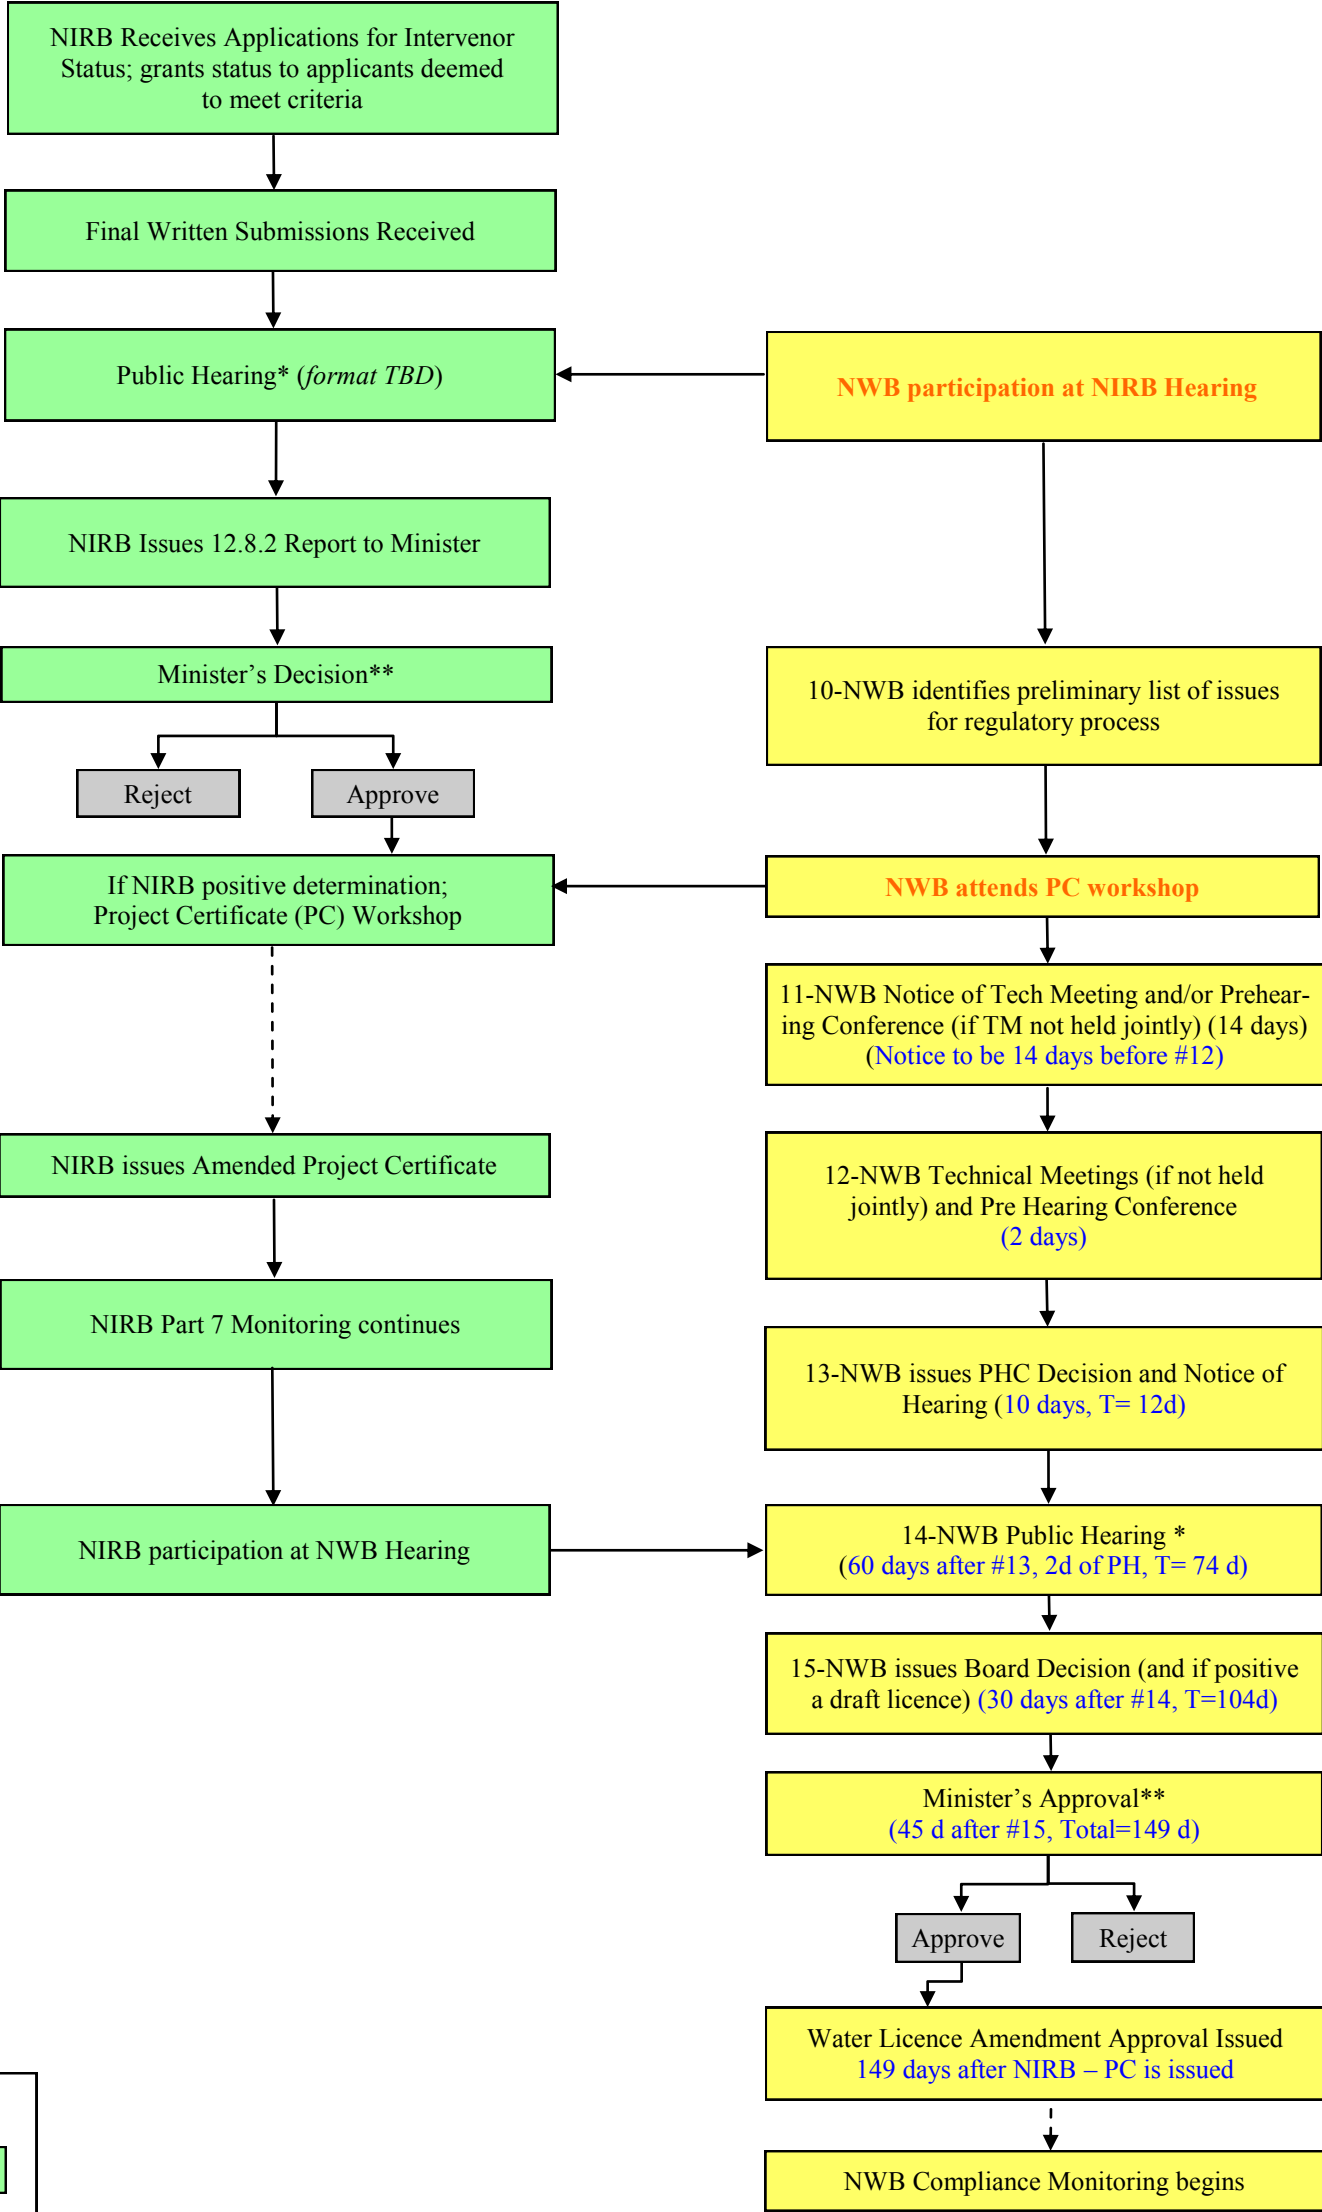 NIRB Receives Applications for Intervenor
Status; grants status to applicants deemed
to meet criteria
Final Written Submissions Received
Public Hearing* (format TBD)
NWB participation at NIRB Hearing
NIRB Issues 12.8.2 Report to Minister
Minister’s Decision**
10-NWB identifies preliminary list of issues
for regulatory process
Reject
Approve
If NIRB positive determination;
Project Certificate (PC) Workshop
NWB attends PC workshop
11-NWB Notice of Tech Meeting and/or Prehear-
ing Conference (if TM not held jointly) (14 days)
(Notice to be 14 days before #12)
NIRB issues Amended Project Certificate
12-NWB Technical Meetings (if not held
jointly) and Pre Hearing Conference
(2 days)
NIRB Part 7 Monitoring continues
13-NWB issues PHC Decision and Notice of
Hearing (10 days, T= 12d)
NIRB participation at NWB Hearing
14-NWB Public Hearing *
(60 days after #13, 2d of PH, T= 74 d)
15-NWB issues Board Decision (and if positive
a draft licence) (30 days after #14, T=104d)
Minister’s Approval**
(45 d after #15, Total=149 d)
Approve
Reject
Water Licence Amendment Approval Issued
149 days after NIRB – PC is issued
NWB Compliance Monitoring begins